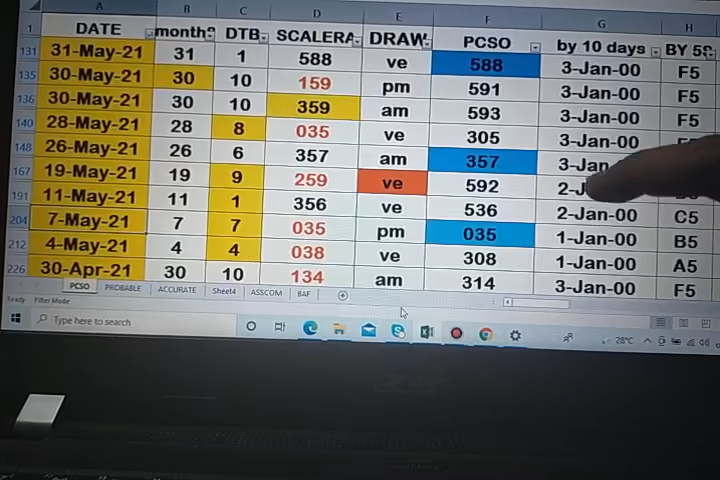 A B C D E F G H
1 DATE month DTB SCALERA DRAW PCSO by 10 days BY 5
131 31-May-21 31 1 588 ve 588 3-Jan-00 F5
135 30-May-21 30 10 159 pm 591 3-Jan-00 F5
136 30-May-21 30 10 359 am 593 3-Jan-00 F5
140 28-May-21 28 8 035 ve 305 3-Jan-00
148 26-May-21 26 6 357 am 357 3-Jan
167 19-May-21 19 9 259 ve 592 2-J
191 11-May-21 11 1 356 ve 536 2-Jan-00 C5
204 7-May-21 7 7 035 pm 035 1-Jan-00 B5
212 4-May-21 4 4 038 ve 308 1-Jan-00 A5
226 30-Apr-21 30 10 134 am 314 3-Jan-00 F5
PCSO PROBABLE ACCURATE Sheet4 ASSCOM BAF
Ready Filter Mode
Type here to search 28°C